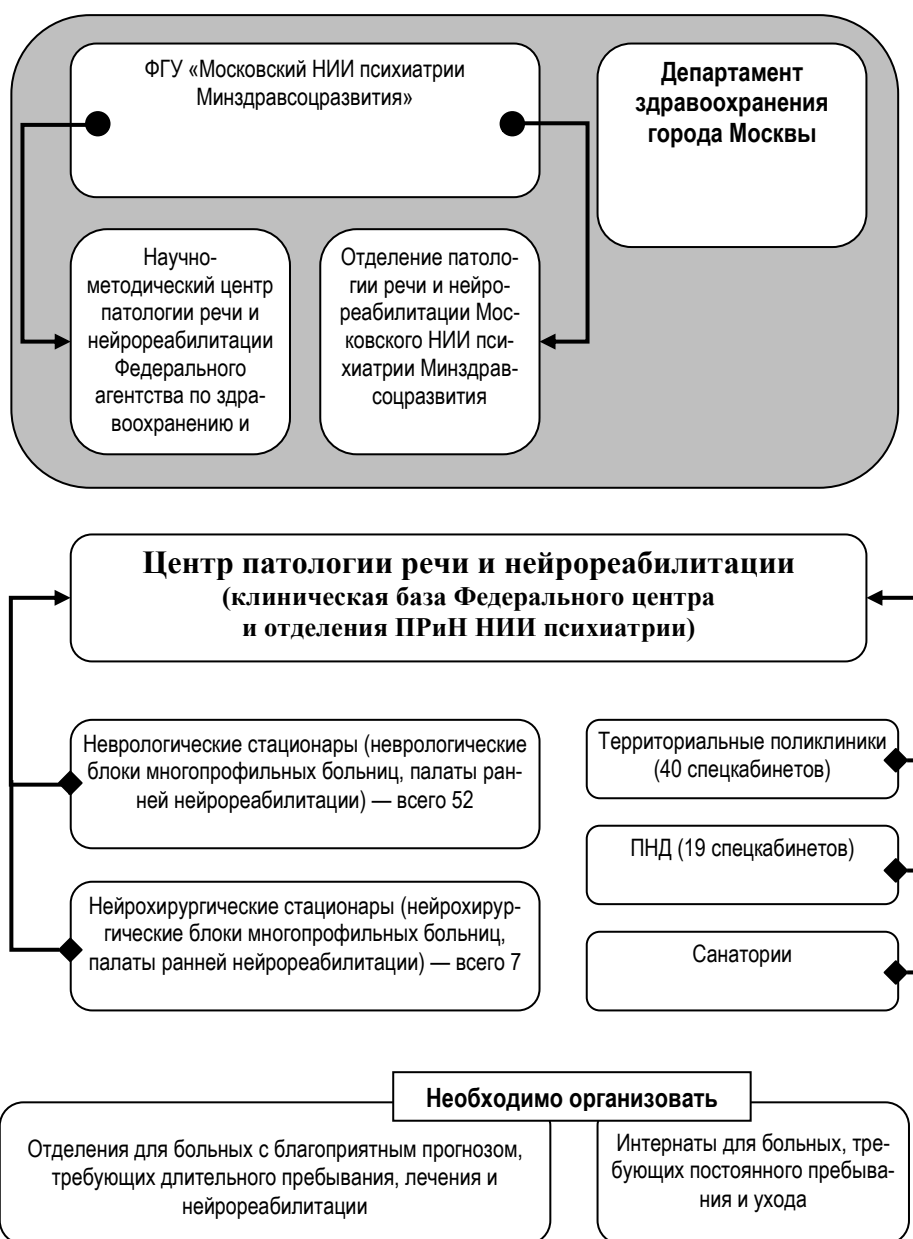 ФГУ «Московский НИИ психиатрии
Минздравсоцразвития»
Департамент
здравоохранения
города Москвы
Научно-
методический центр
патологии речи и
нейрореабилитации
Федерального
агентства по здра-
воохранению и
Отделение патоло-
гии речи и нейро-
реабилитации Мос-
ковского НИИ пси-
хиатрии Минздрав-
соцразвития
Центр патологии речи и нейрореабилитации
(клиническая база Федерального центра
и отделения ПРиН НИИ психиатрии)
Неврологические стационары (неврологические
блоки многопрофильных больниц, палаты ран-
ней нейрореабилитации) — всего 52
Нейрохирургические стационары (нейрохирур-
гические блоки многопрофильных больниц,
палаты ранней нейрореабилитации) — всего 7
Территориальные поликлиники
(40 спецкабинетов)
ПНД (19 спецкабинетов)
Санатории
Необходимо организовать
Отделения для больных с благоприятным прогнозом,
требующих длительного пребывания, лечения и
нейрореабилитации
Интернаты для больных, тре-
бующих постоянного пребыва-
ния и ухода